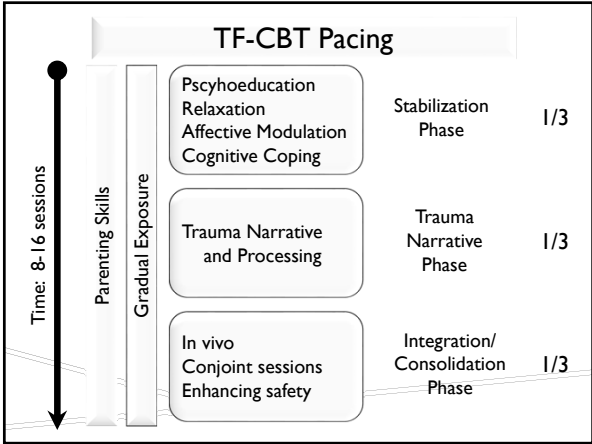 TF-CBT Pacing
Time: 8-16 sessions
Parenting Skills
Gradual Exposure
Pscyhoeducation
Relaxation
Affective Modulation
Cognitive Coping
Stabilization
Phase
1/3
Trauma Narrative
and Processing
Trauma
Narrative
Phase
1/3
In vivo
Conjoint sessions
Enhancing safety
Integration/
Consolidation
Phase
1/3